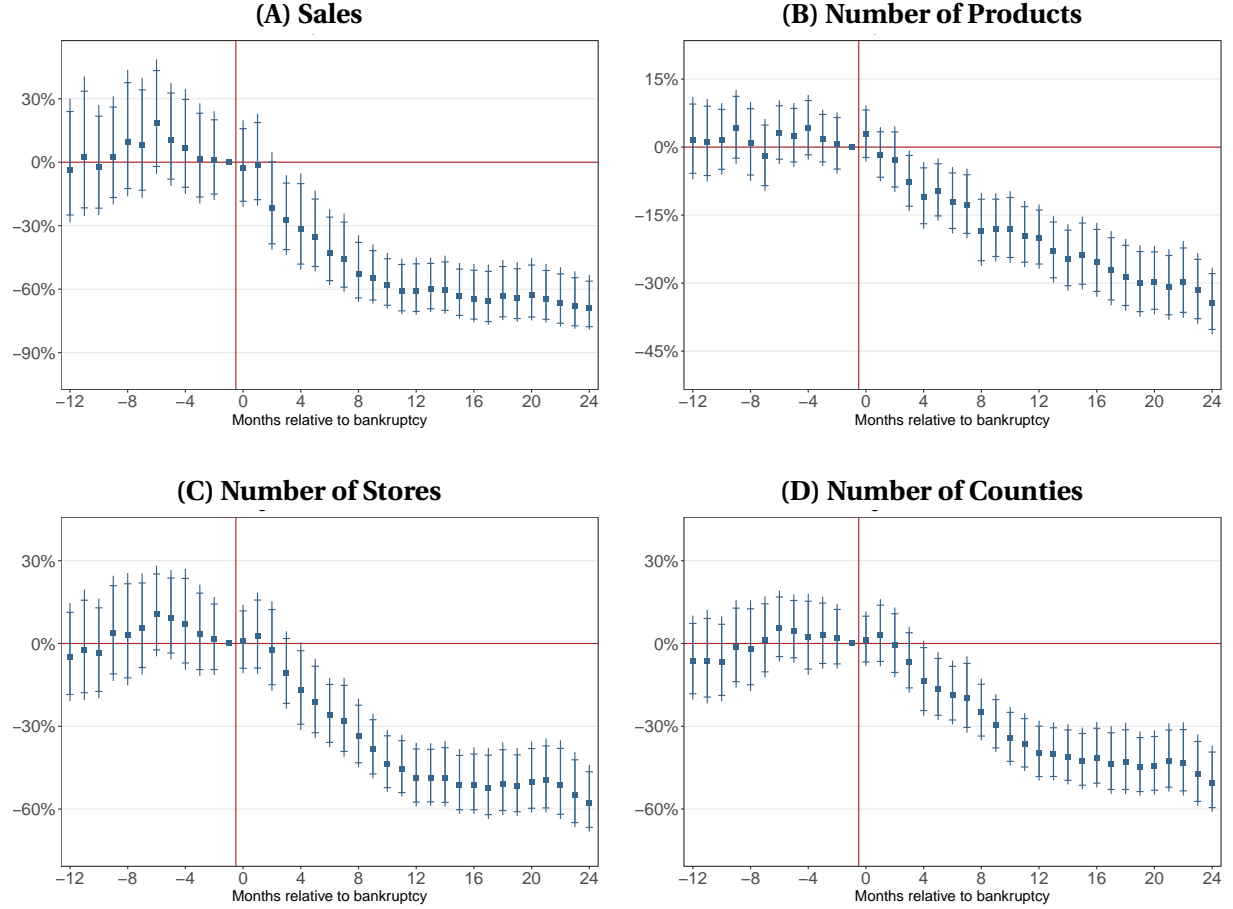 (A) Sales
30%
0%
−30%
−60%
−90%
−12 −8 −4 0 4 8 12 16 20 24
Months relative to bankruptcy
(B) Number of Products
15%
0%
−15%
−30%
−45%
−12 −8 −4 0 4 8 12 16 20 24
Months relative to bankruptcy
(C) Number of Stores
30%
0%
−30%
−60%
−12 −8 −4 0 4 8 12 16 20 24
Months relative to bankruptcy
(D) Number of Counties
30%
0%
−30%
−60%
−12 −8 −4 0 4 8 12 16 20 24
Months relative to bankruptcy